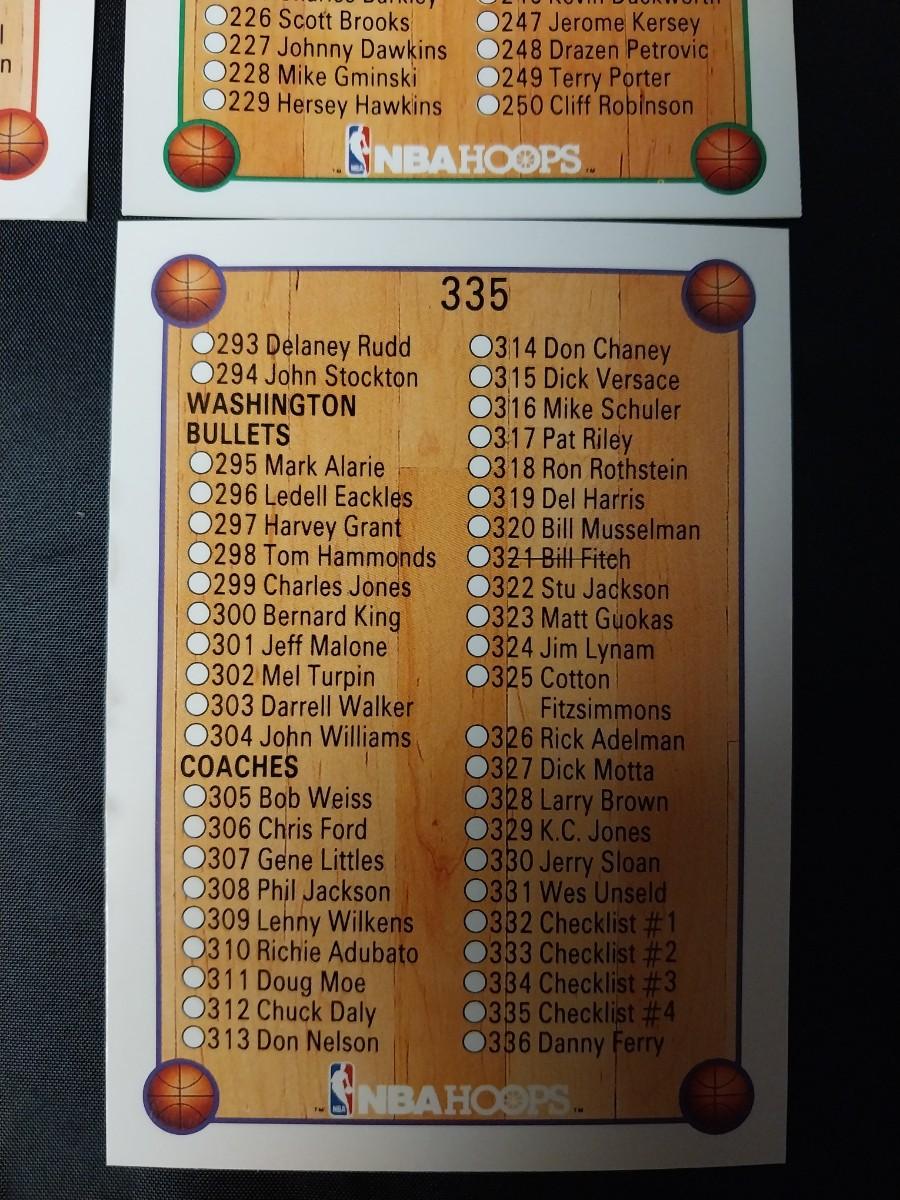 l
n
226 Scott Brooks
227 Johnny Dawkins
228 Mike Gminski
229 Hersey Hawkins
247 Jerome Kersey
248 Drazen Petrovic
249 Terry Porter
250 Cliff Robinson
NBA HOOPS
335
293 Delaney Rudd
294 John Stockton
WASHINGTON
BULLETS
295 Mark Alarie
296 Ledell Eackles
297 Harvey Grant
298 Tom Hammonds
299 Charles Jones
300 Bernard King
301 Jeff Malone
302 Mel Turpin
303 Darrell Walker
304 John Williams
COACHES
305 Bob Weiss
306 Chris Ford
307 Gene Littles
308 Phil Jackson
309 Lenny Wilkens
310 Richie Adubato
311 Doug Moe
312 Chuck Daly
313 Don Nelson
314 Don Chaney
315 Dick Versace
316 Mike Schuler
317 Pat Riley
318 Ron Rothstein
319 Del Harris
320 Bill Musselman
321 Bill Fitch
322 Stu Jackson
323 Matt Guokas
324 Jim Lynam
325 Cotton
Fitzsimmons
326 Rick Adelman
327 Dick Motta
328 Larry Brown
329 K.C. Jones
330 Jerry Sloan
331 Wes Unseld
332 Checklist #1
333 Checklist #2
334 Checklist #3
335 Checklist #4
336 Danny Ferry
NBA
™ NBA HOOPS ™